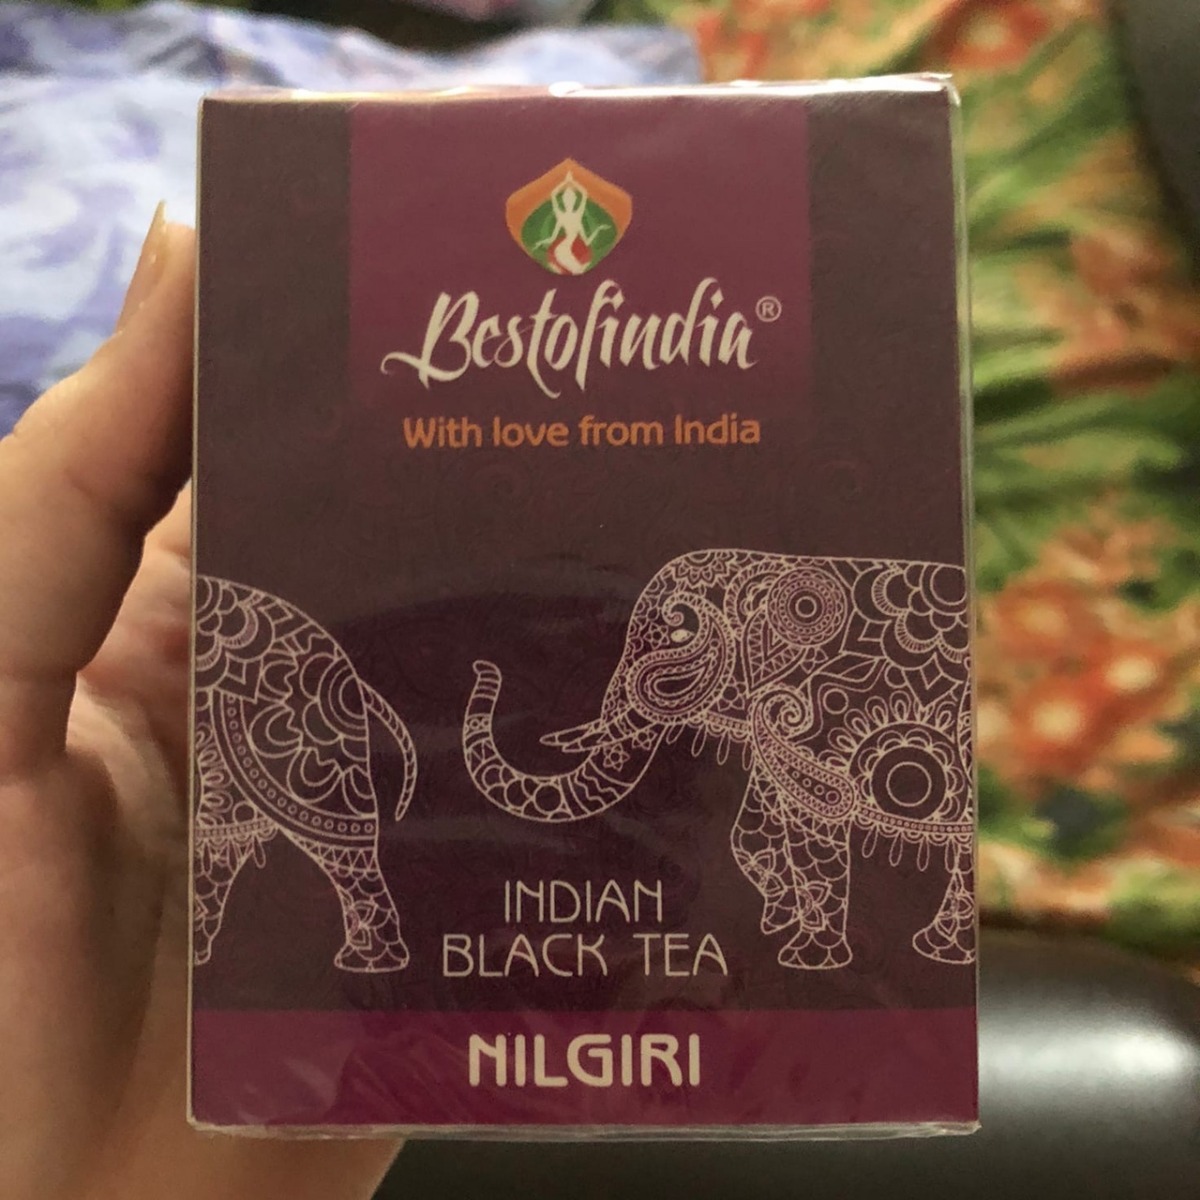 Bestofindia®
With love from India
INDIAN
BLACK TEA
NILGIRI